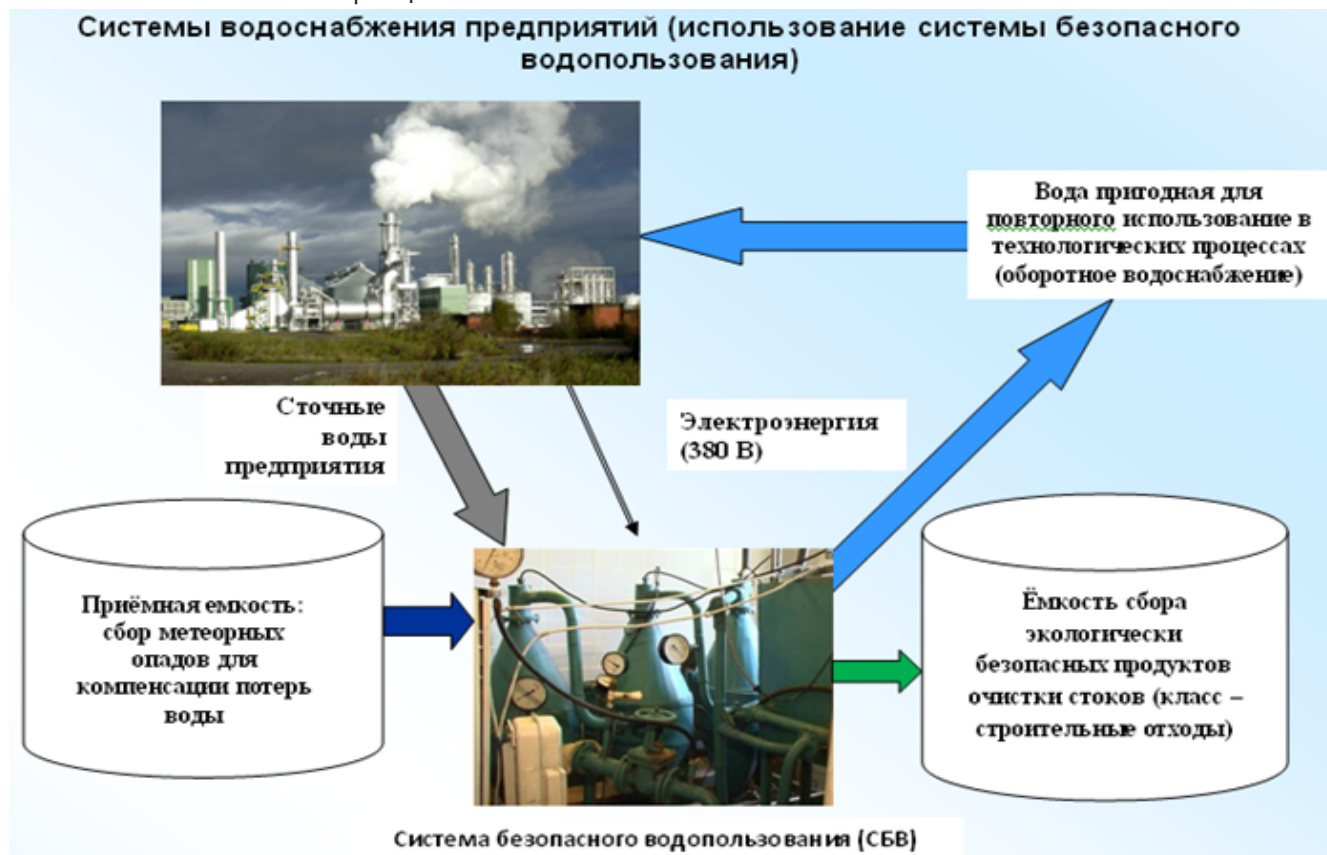 Системы водоснабжения предприятий (использование системы безопасного
водопользования)
Вода пригодная для
повторного использование в
технологических процессах
(оборотное водоснабжение)
Сточные
воды
предприятия
Электроэнергия
(380 В)
Приёмная емкость:
сбор метеорных
опадов для
компенсации потерь
воды
Ёмкость сбора
экологически
безопасных продуктов
очистки стоков (класс –
строительные отходы)
Система безопасного водопользования (СБВ)